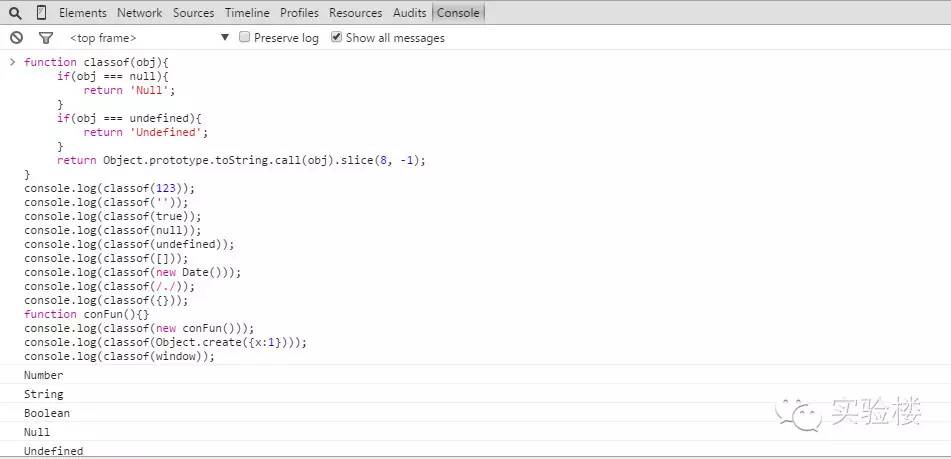 Elements Network Sources Timeline Profiles Resources Audits Console
<top frame> Preserve log Show all messages
function classof(obj){
if(obj === null){
return 'Null';
}
if(obj === undefined){
return 'Undefined';
}
return Object.prototype.toString.call(obj).slice(8, -1);
}
console.log(classof(123));
console.log(classof(''));
console.log(classof(true));
console.log(classof(null));
console.log(classof(undefined));
console.log(classof([]));
console.log(classof(new Date()));
console.log(classof(/./));
console.log(classof({}));
function conFun(){}
console.log(classof(new conFun()));
console.log(classof(Object.create({x:1})));
console.log(classof(window));
Number
String
Boolean
Null
Undefined
实验楼